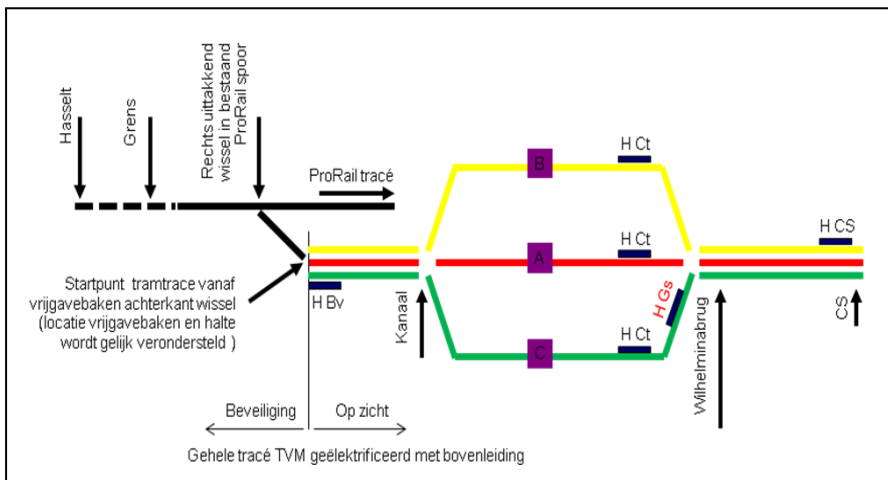 Hasselt
Grens
Rechts uittakkend
wissel in bestaand
ProRail spoor
ProRail tracé
B
H Ct
H CS
A
H Ct
Startpunt tramtrace vanaf
vrijgavebaken achterkant wissel
(locatie vrijgavebaken en halte
wordt gelijk verondersteld )
H Bv
Kanaal
H Gs
C
H Ct
Wilhelminabrug
CS
Beveiliging
Op zicht
Gehele tracé TVM geëlektrificeerd met bovenleiding